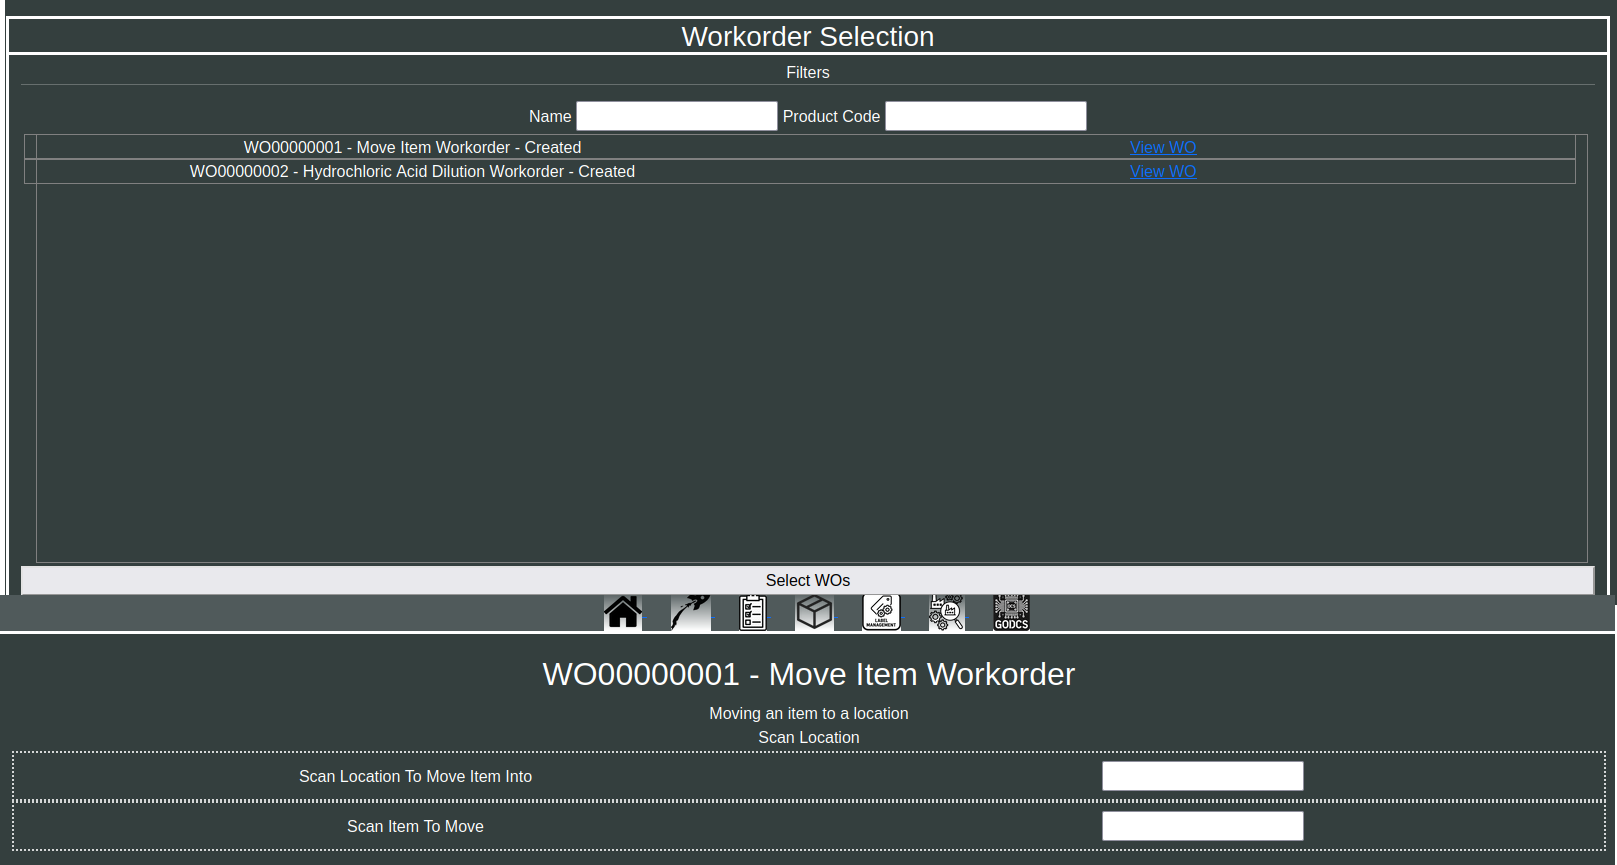 Workorder Selection
Filters
Name Product Code
WO00000001 - Move Item Workorder - Created View WO
WO00000002 - Hydrochloric Acid Dilution Workorder - Created View WO
Select WOs
LABEL
MANAGEMENT
GODCS
WO00000001 - Move Item Workorder
Moving an item to a location
Scan Location
Scan Location To Move Item Into
Scan Item To Move